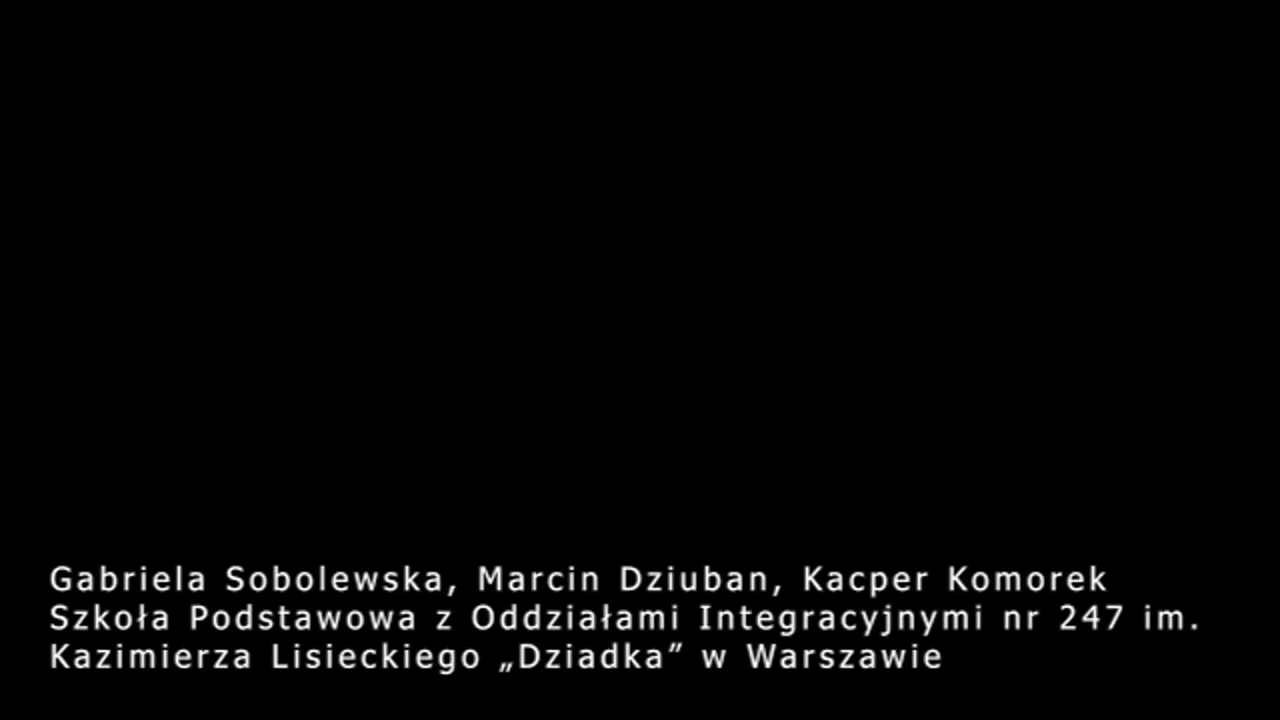 Gabriela Sobolewska, Marcin Dziuban, Kacper Komorek
Szkoła Podstawowa z Oddziałami Integracyjnymi nr 247 im.
Kazimierza Lisieckiego „Dziadka” w Warszawie